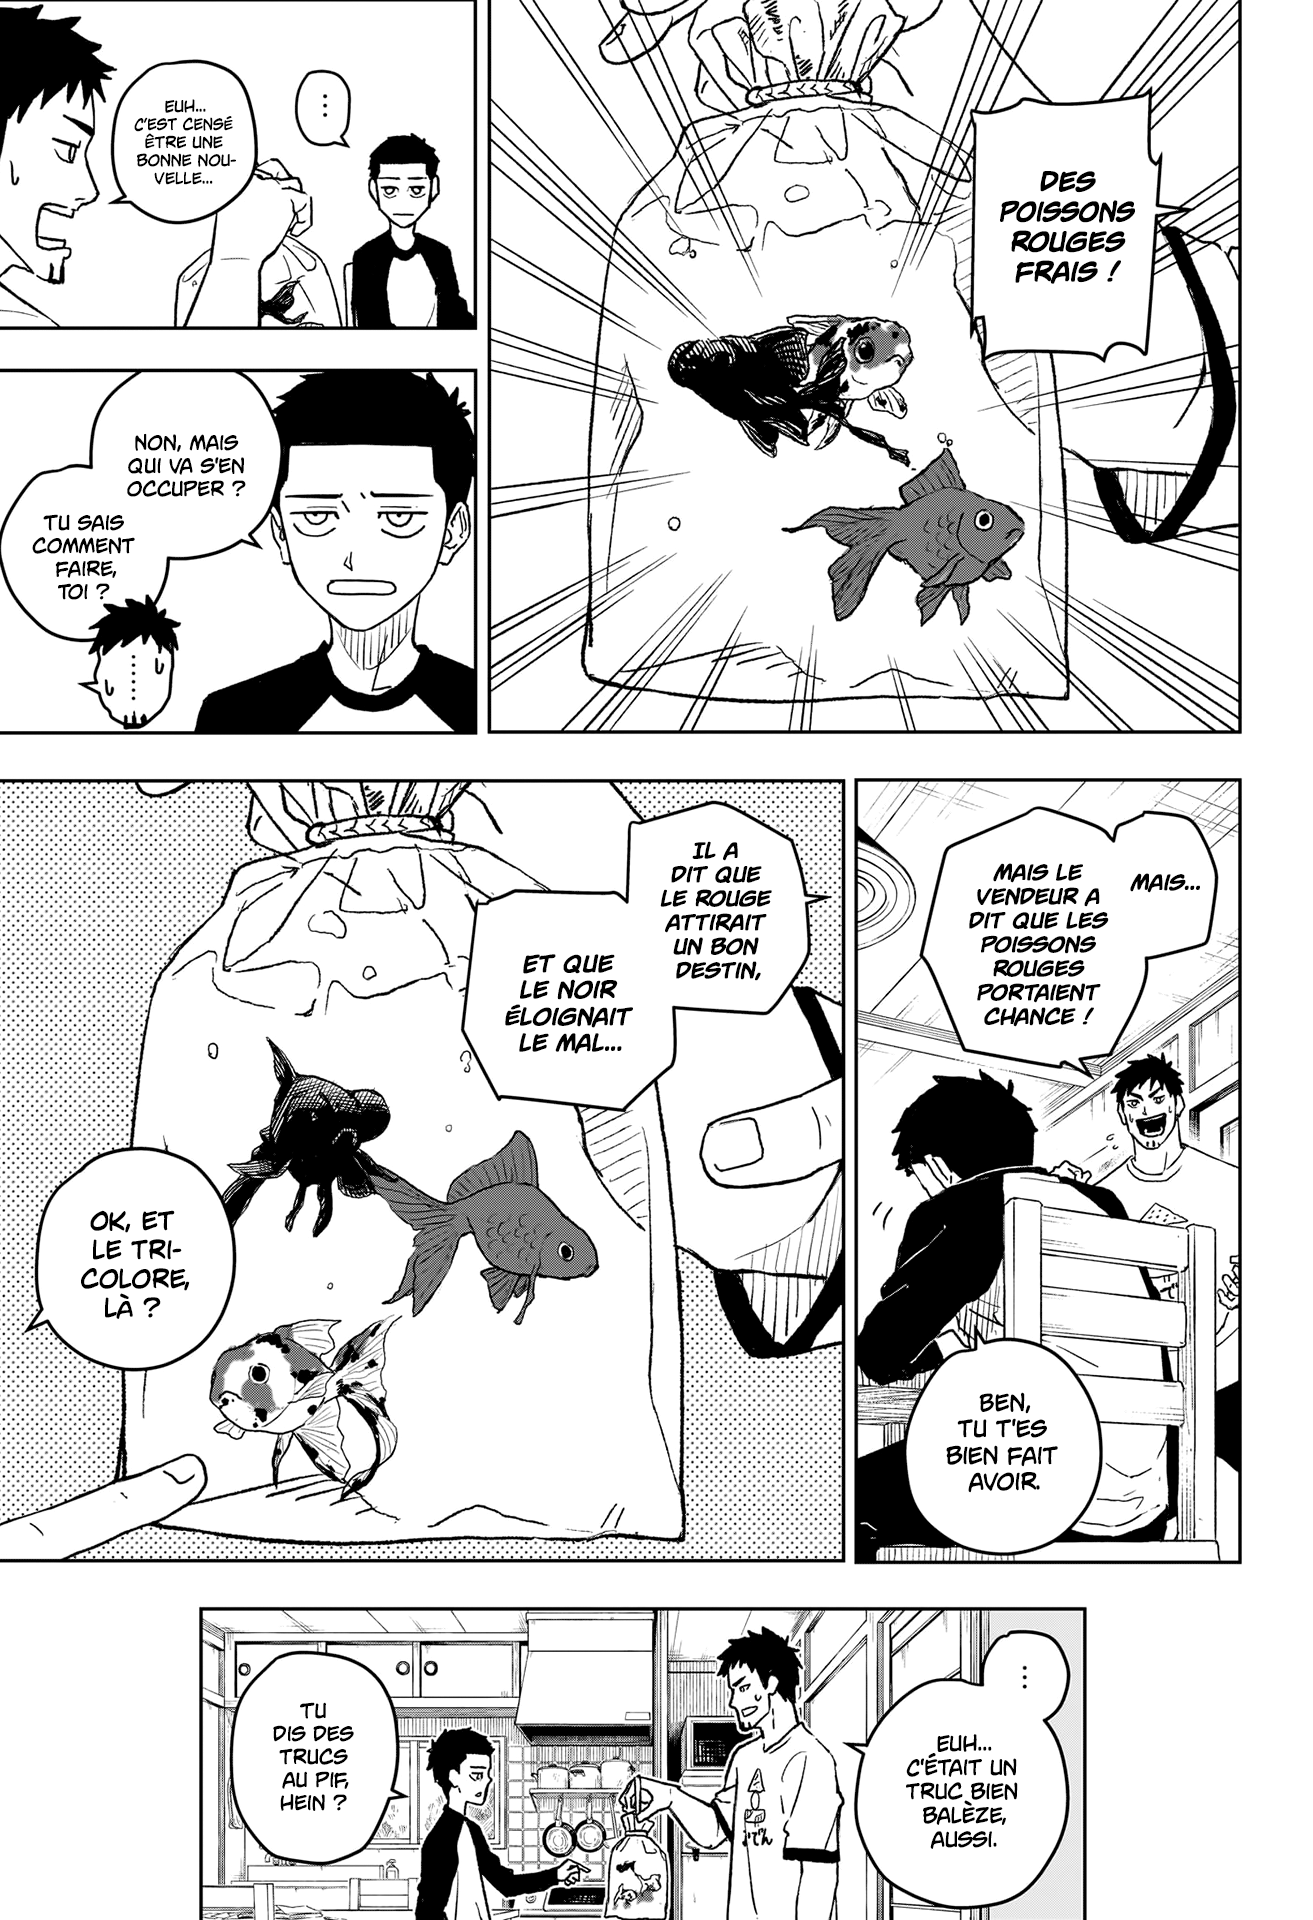 DES
POISSONS
ROUGES
FRAIS !
...
EUH...
C'EST CENSÉ
ÊTRE UNE
BONNE NOU-
VELLE...
NON, MAIS
QUI VA S'EN
OCCUPER ?
TU SAIS
COMMENT
FAIRE,
TOI ?
......
MAIS...
MAIS LE
VENDEUR A
DIT QUE LES
POISSONS
ROUGES
PORTAIENT
CHANCE !
BEN,
TU T'ES
BIEN FAIT
AVOIR.
IL A
DIT QUE
LE ROUGE
ATTIRAIT
UN BON
DESTIN,
ET QUE
LE NOIR
ÉLOIGNAIT
LE MAL...
OK, ET
LE TRI-
COLORE,
LÀ ?
...
EUH...
C'ÉTAIT UN
TRUC BIEN
BALÈZE,
AUSSI.
TU
DIS DES
TRUCS
AU PIF,
HEIN ?
おでん